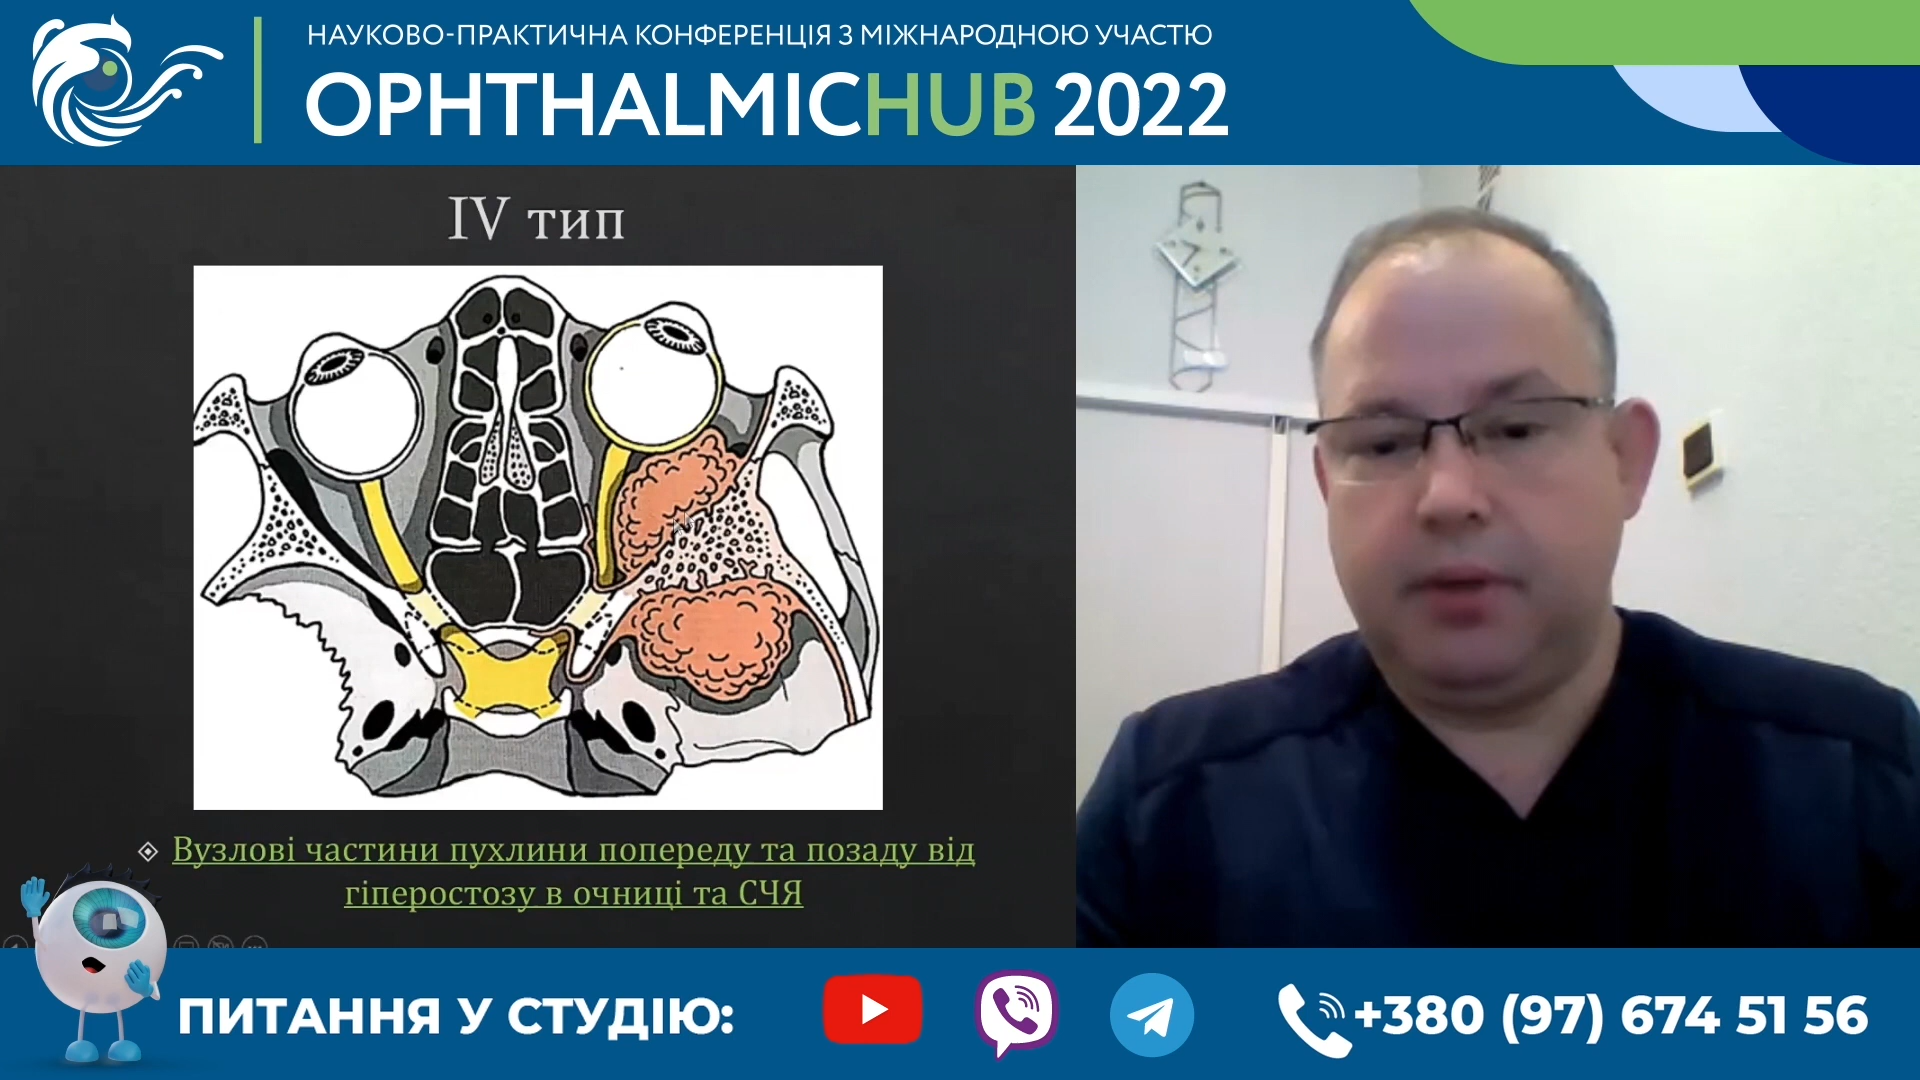 НАУКОВО-ПРАКТИЧНА КОНФЕРЕНЦІЯ З МІЖНАРОДНОЮ УЧАСТЮ
OPHTHALMICHUB 2022
IV тип
Вузлові частини пухлини попереду та позаду від
гіперостозу в очниці та СЧЯ
ПИТАННЯ У СТУДІЮ:
+380 (97) 674 51 56